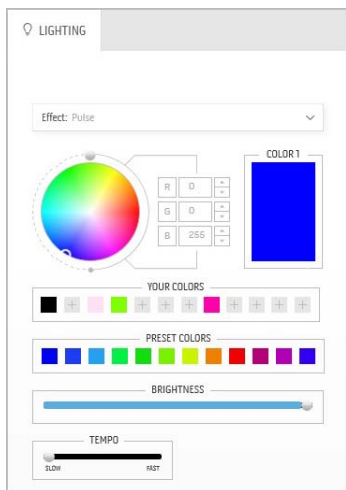 LIGHTING
Effect: Pulse
COLOR 1
R 0
G 0
B 255
YOUR COLORS
PRESET COLORS
BRIGHTNESS
TEMPO
SLOW FAST